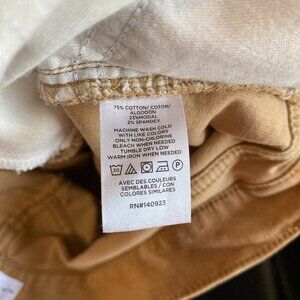 75% COTTON/ COTON/
ALGODÓN
23%MODAL
2% SPANDEX
MACHINE WASH COLD
WITH LIKE COLORS
ONLY NON-CHLORINE
BLEACH WHEN NEEDED
TUMBLE DRY LOW
WARM IRON WHEN NEEDED
30
P
AVEC DES COULEURS
SEMBLABLES / CON
COLORES SIMILARES
RN#140923